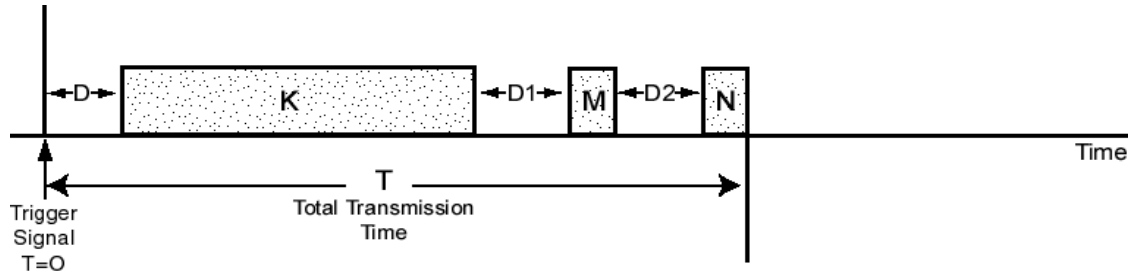 D
K
D1
M
D2
N
Time
T
Total Transmission
Time
Trigger
Signal
T=O